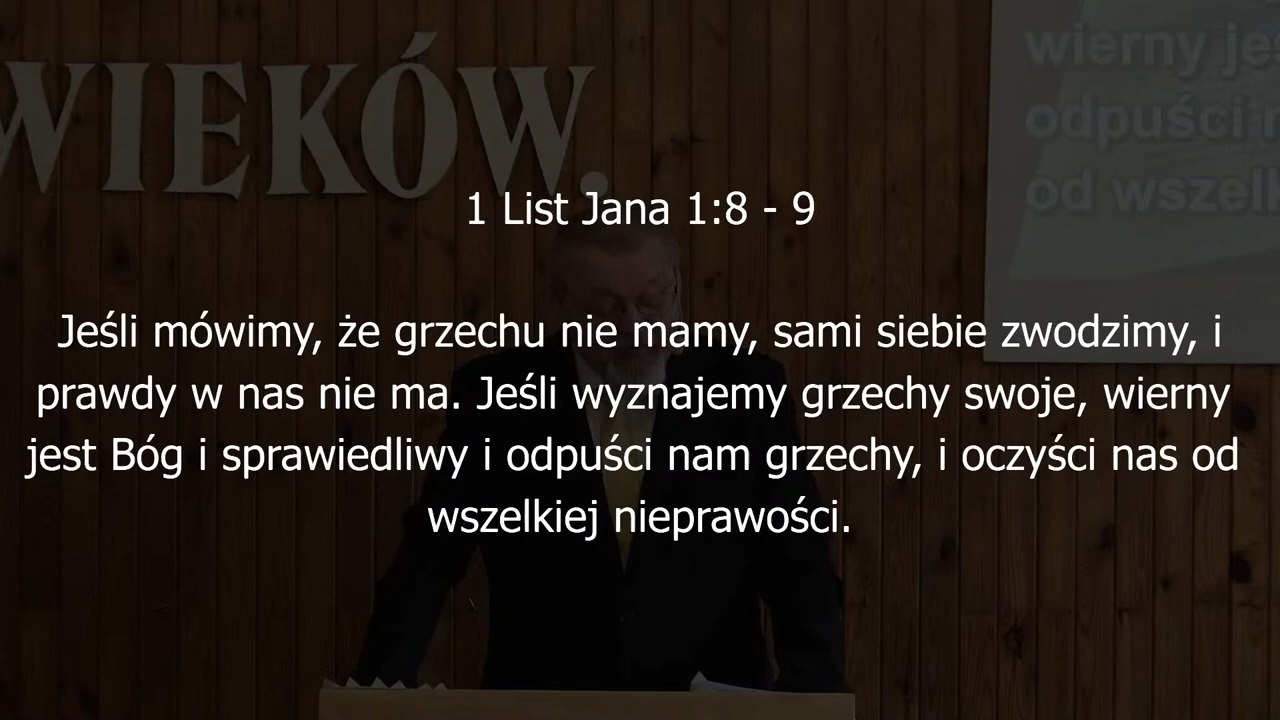 WIEKÓW.
wierny jes
odpuści n
od wszelk
1 List Jana 1:8 - 9
Jeśli mówimy, że grzechu nie mamy, sami siebie zwodzimy, i
prawdy w nas nie ma. Jeśli wyznajemy grzechy swoje, wierny
jest Bóg i sprawiedliwy i odpuści nam grzechy, i oczyści nas od
wszelkiej nieprawości.